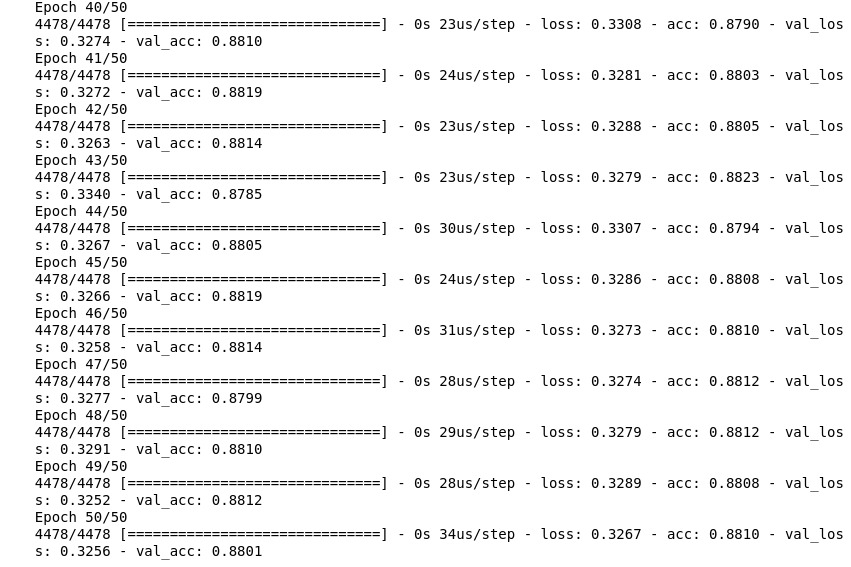 Epoch 40/50
4478/4478 [==============================] - 0s 23us/step - loss: 0.3308 - acc: 0.8790 - val_los
s: 0.3274 - val_acc: 0.8810
Epoch 41/50
4478/4478 [==============================] - 0s 24us/step - loss: 0.3281 - acc: 0.8803 - val_los
s: 0.3272 - val_acc: 0.8819
Epoch 42/50
4478/4478 [==============================] - 0s 23us/step - loss: 0.3288 - acc: 0.8805 - val_los
s: 0.3263 - val_acc: 0.8814
Epoch 43/50
4478/4478 [==============================] - 0s 23us/step - loss: 0.3279 - acc: 0.8823 - val_los
s: 0.3340 - val_acc: 0.8785
Epoch 44/50
4478/4478 [==============================] - 0s 30us/step - loss: 0.3307 - acc: 0.8794 - val_los
s: 0.3267 - val_acc: 0.8805
Epoch 45/50
4478/4478 [==============================] - 0s 24us/step - loss: 0.3286 - acc: 0.8808 - val_los
s: 0.3266 - val_acc: 0.8819
Epoch 46/50
4478/4478 [==============================] - 0s 31us/step - loss: 0.3273 - acc: 0.8810 - val_los
s: 0.3258 - val_acc: 0.8814
Epoch 47/50
4478/4478 [==============================] - 0s 28us/step - loss: 0.3274 - acc: 0.8812 - val_los
s: 0.3277 - val_acc: 0.8799
Epoch 48/50
4478/4478 [==============================] - 0s 29us/step - loss: 0.3279 - acc: 0.8812 - val_los
s: 0.3291 - val_acc: 0.8810
Epoch 49/50
4478/4478 [==============================] - 0s 28us/step - loss: 0.3289 - acc: 0.8808 - val_los
s: 0.3252 - val_acc: 0.8812
Epoch 50/50
4478/4478 [==============================] - 0s 34us/step - loss: 0.3267 - acc: 0.8810 - val_los
s: 0.3256 - val_acc: 0.8801